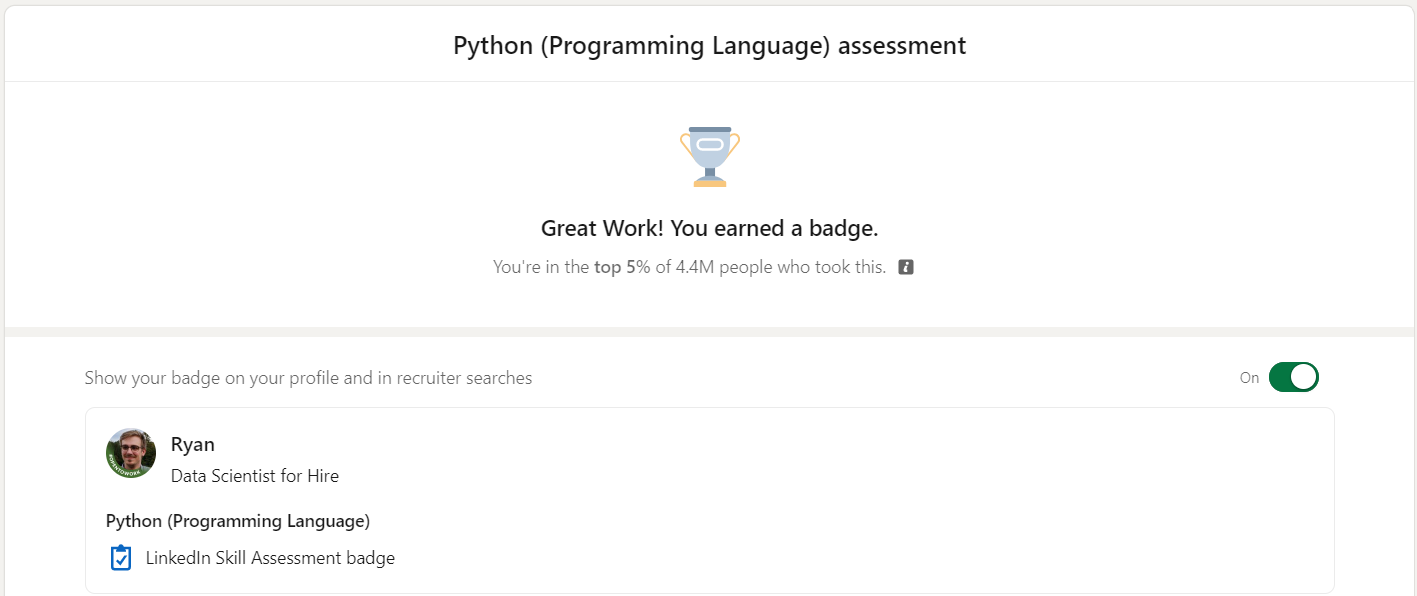 Python (Programming Language) assessment
Great Work! You earned a badge.
You're in the top 5% of 4.4M people who took this.
Show your badge on your profile and in recruiter searches
On
Ryan
Data Scientist for Hire
#OPENTOWORK
Python (Programming Language)
LinkedIn Skill Assessment badge